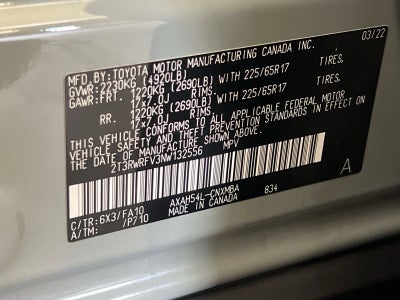 MFD. BY: TOYOTA MOTOR MANUFACTURING CANADA INC. 03/22
GVWR: 2230KG (4920LB)
GAWR: FRT. 1220KG (2690LB) WITH 225/65R17 TIRES,
17x7.0J RIMS,
RR. 1220KG (2690LB) WITH 225/65R17 TIRES,
17x7.0J RIMS,
THIS VEHICLE CONFORMS TO ALL APPLICABLE FEDERAL MOTOR
VEHICLE SAFETY AND THEFT PREVENTION STANDARDS IN EFFECT ON
THE DATE OF MANUFACTURE SHOWN ABOVE.
2T3RWRFV3NW132556 MPV
A
C/TR: 6X3/FA10 AXAH54L-CNXMBA 834
A/TM: /P710 MADE IN CANADA